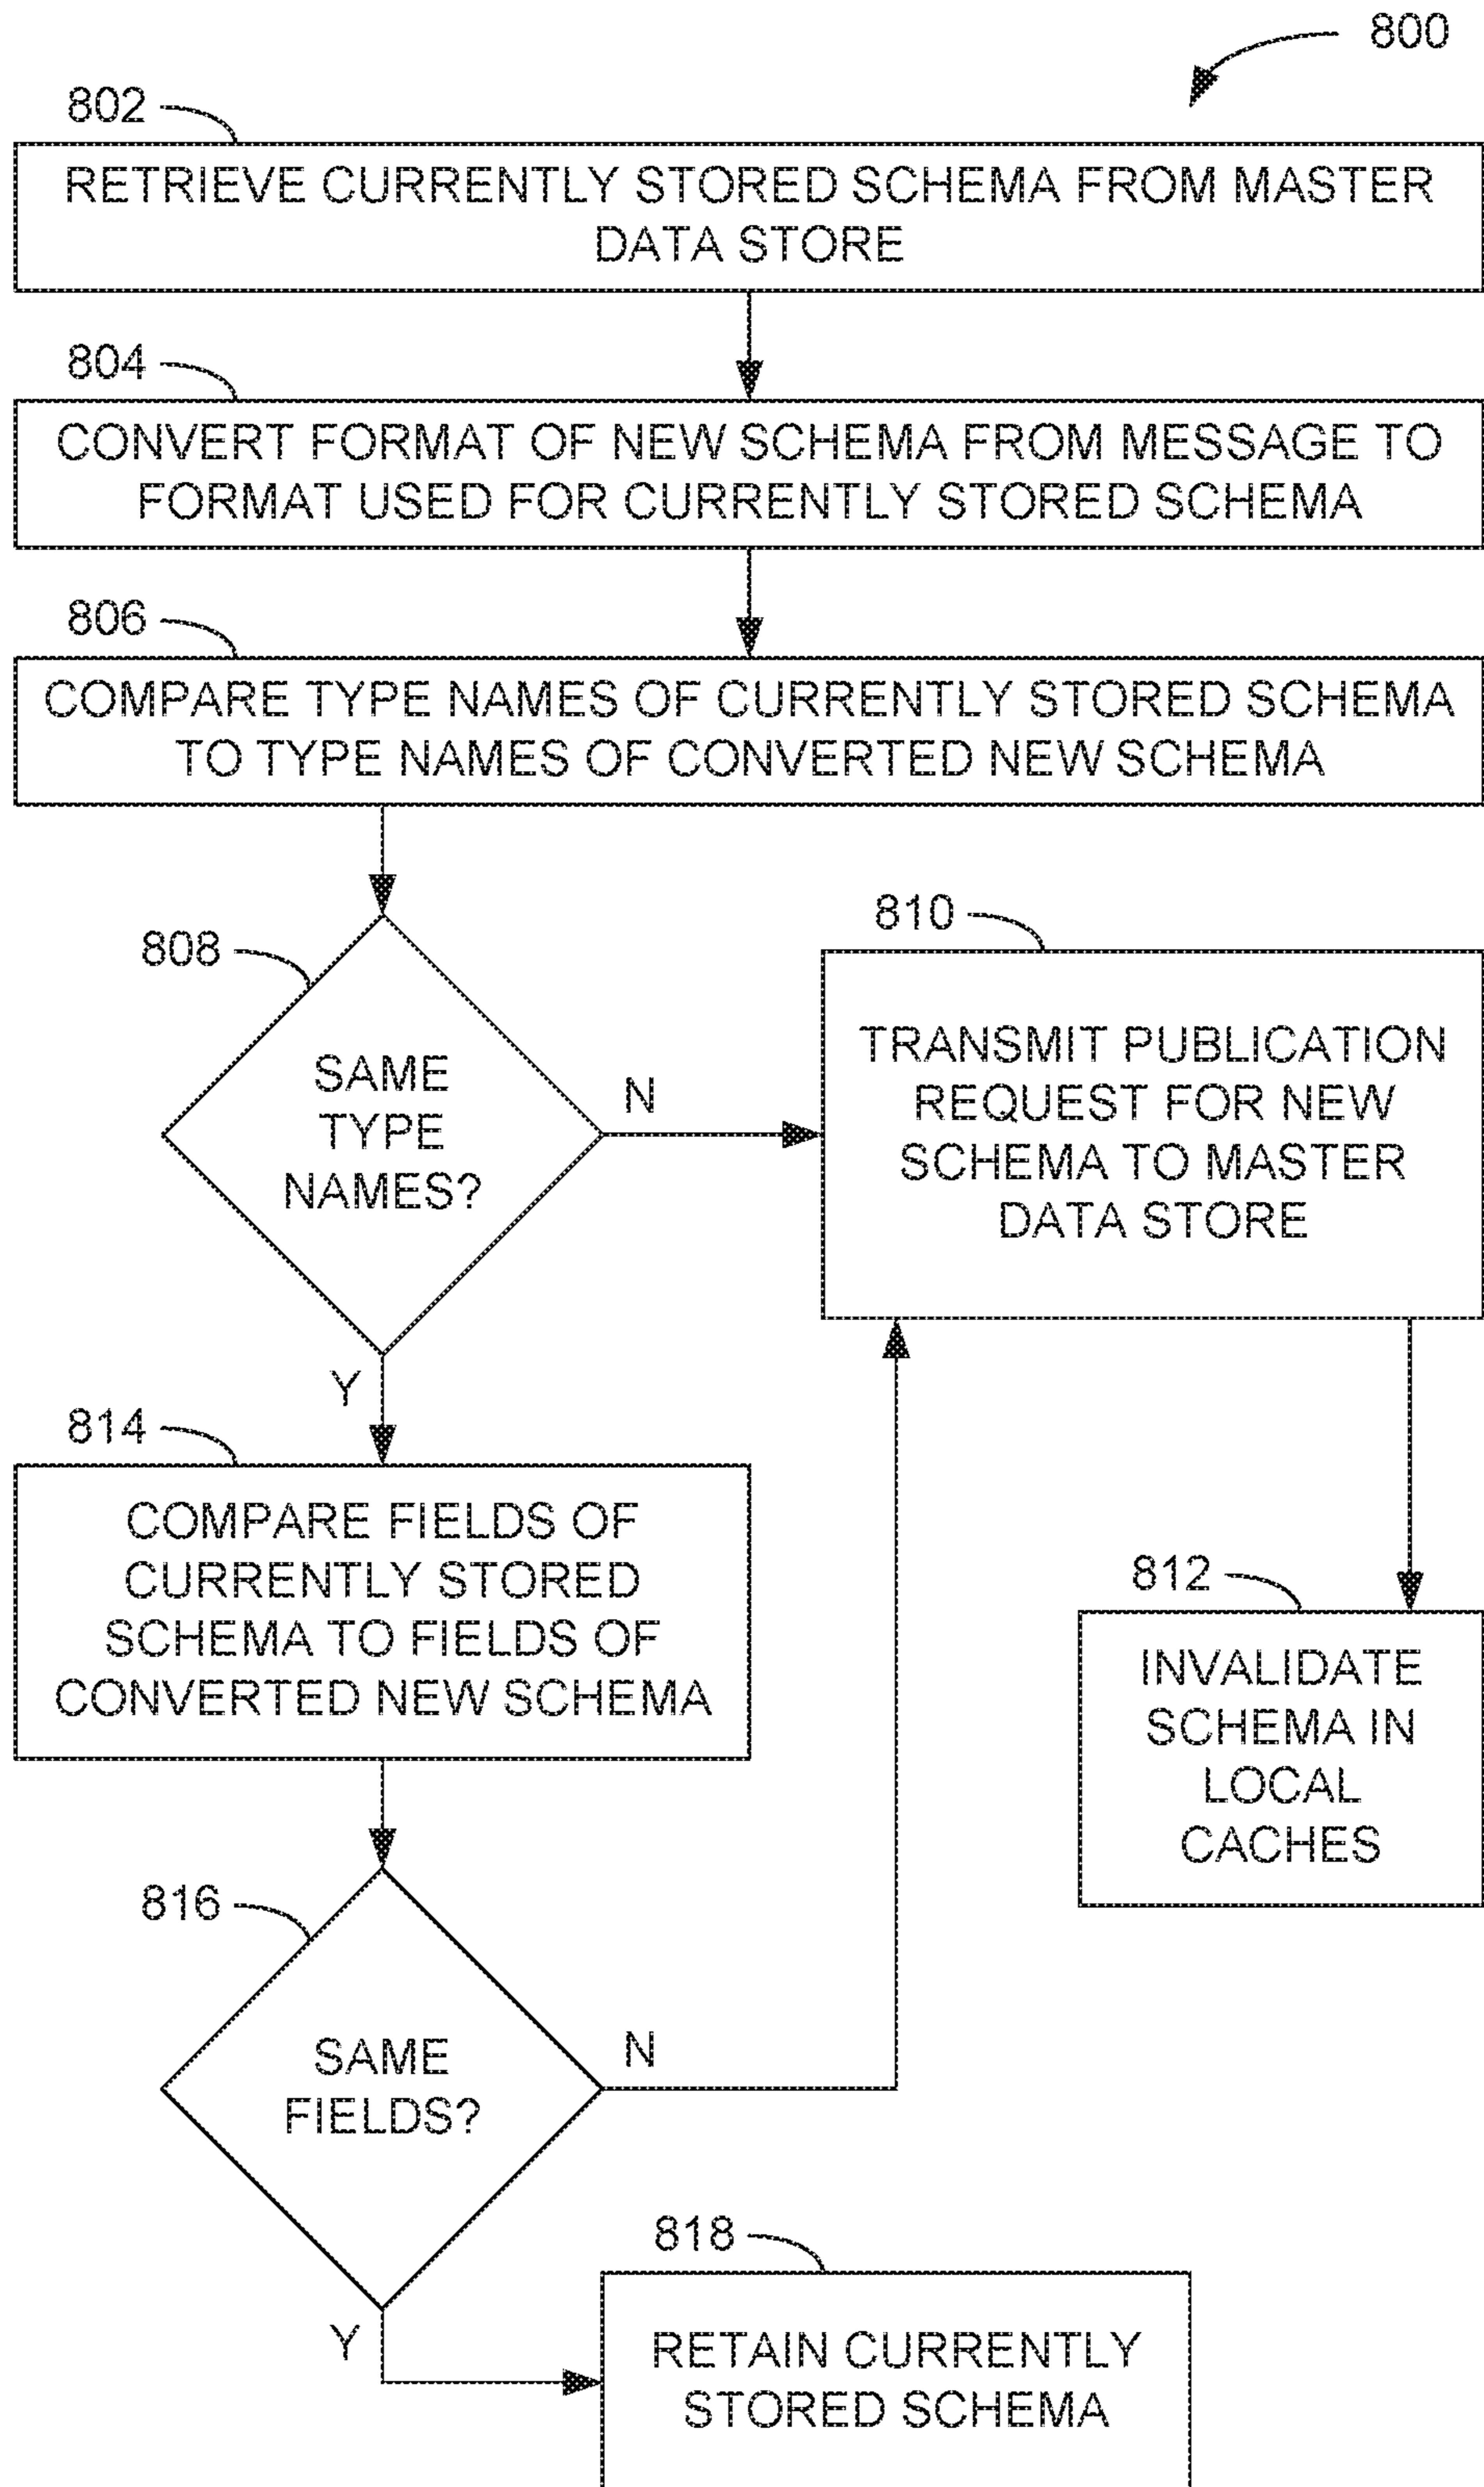 800
802
RETRIEVE CURRENTLY STORED SCHEMA FROM MASTER
DATA STORE
804
CONVERT FORMAT OF NEW SCHEMA FROM MESSAGE TO
FORMAT USED FOR CURRENTLY STORED SCHEMA
806
COMPARE TYPE NAMES OF CURRENTLY STORED SCHEMA
TO TYPE NAMES OF CONVERTED NEW SCHEMA
808
SAME
TYPE
NAMES?
N
Y
810
TRANSMIT PUBLICATION
REQUEST FOR NEW
SCHEMA TO MASTER
DATA STORE
812
INVALIDATE
SCHEMA IN
LOCAL
CACHES
814
COMPARE FIELDS OF
CURRENTLY STORED
SCHEMA TO FIELDS OF
CONVERTED NEW SCHEMA
816
SAME
FIELDS?
N
Y
818
RETAIN CURRENTLY
STORED SCHEMA